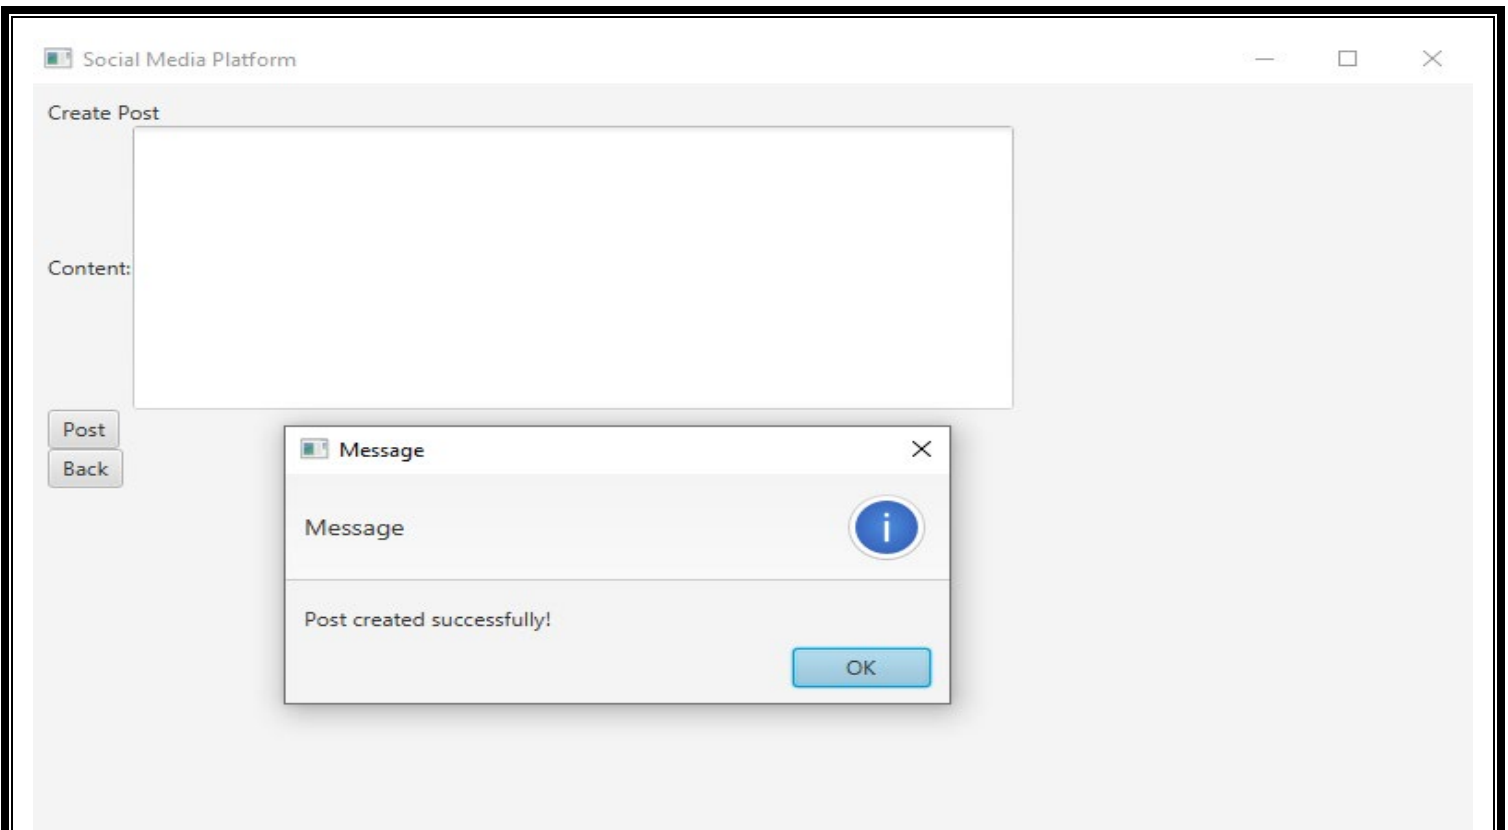 Social Media Platform
Create Post
Content:
Post
Back
Message
Message
Post created successfully!
OK